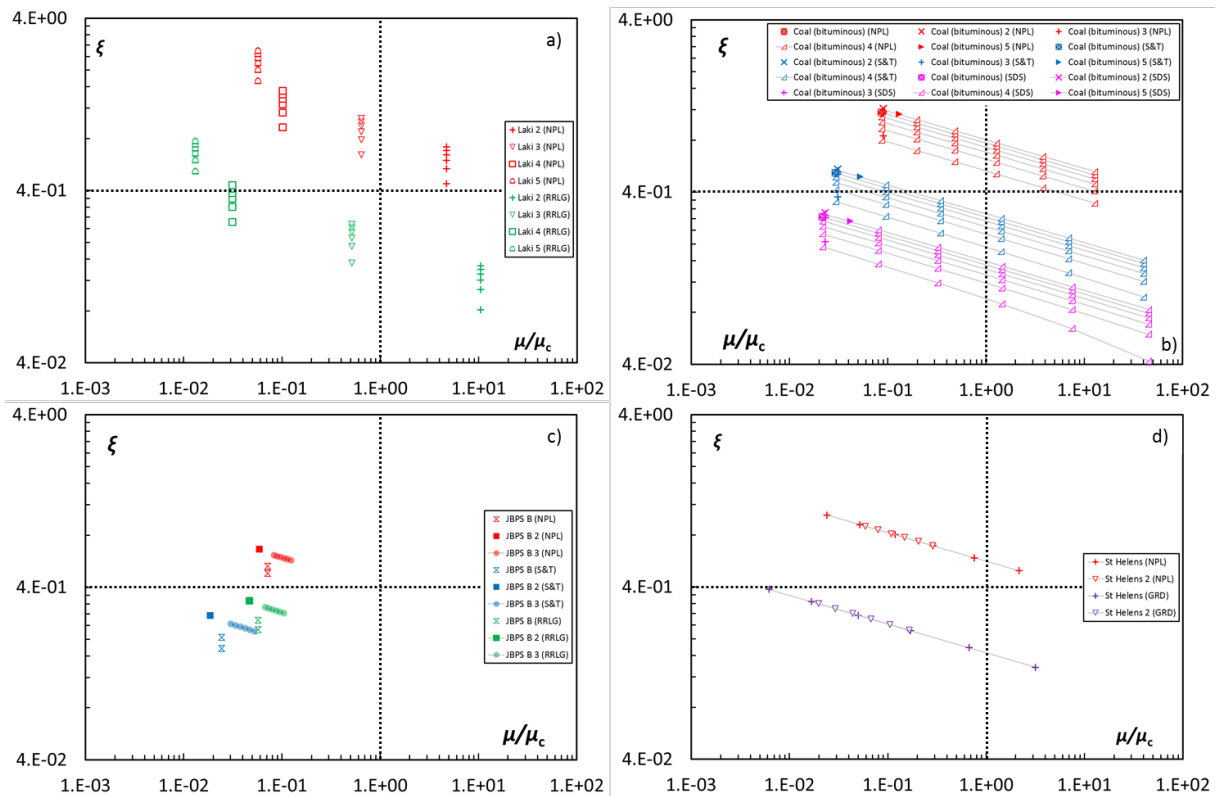 4.E+00
ξ
a)
4.E-01
Laki 2 (NPL)
Laki 3 (NPL)
Laki 4 (NPL)
Laki 5 (NPL)
Laki 2 (RRLG)
Laki 3 (RRLG)
Laki 4 (RRLG)
Laki 5 (RRLG)
μ/μc
4.E-02
1.E-03 1.E-02 1.E-01 1.E+00 1.E+01 1.E+02
4.E+00
ξ
Coal (bituminous) (NPL) Coal (bituminous) 2 (NPL) Coal (bituminous) 3 (NPL)
Coal (bituminous) 4 (NPL) Coal (bituminous) 5 (NPL) Coal (bituminous) (S&T)
Coal (bituminous) 2 (S&T) Coal (bituminous) 3 (S&T) Coal (bituminous) 5 (S&T)
Coal (bituminous) 4 (S&T) Coal (bituminous) (SDS) Coal (bituminous) 2 (SDS)
Coal (bituminous) 3 (SDS) Coal (bituminous) 4 (SDS) Coal (bituminous) 5 (SDS)
4.E-01
μ/μc
b)
4.E-02
1.E-03 1.E-02 1.E-01 1.E+00 1.E+01 1.E+02
4.E+00
ξ
c)
4.E-01
JBPS B (NPL)
JBPS B 2 (NPL)
JBPS B 3 (NPL)
JBPS B (S&T)
JBPS B 2 (S&T)
JBPS B 3 (S&T)
JBPS B (RRLG)
JBPS B 2 (RRLG)
JBPS B 3 (RRLG)
μ/μc
4.E-02
1.E-03 1.E-02 1.E-01 1.E+00 1.E+01 1.E+02
4.E+00
ξ
d)
4.E-01
St Helens (NPL)
St Helens 2 (NPL)
St Helens (GRD)
St Helens 2 (GRD)
μ/μc
4.E-02
1.E-03 1.E-02 1.E-01 1.E+00 1.E+01 1.E+02